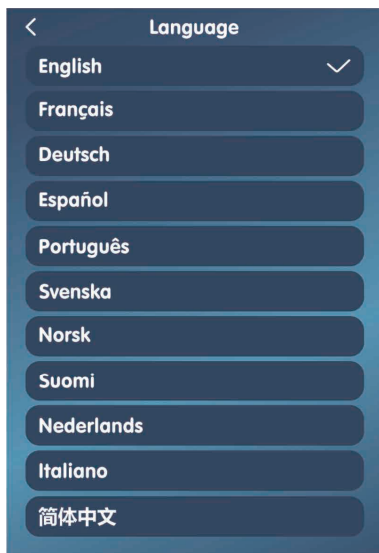 Language
English
Français
Deutsch
Español
Português
Svenska
Norsk
Suomi
Nederlands
Italiano
简体中文